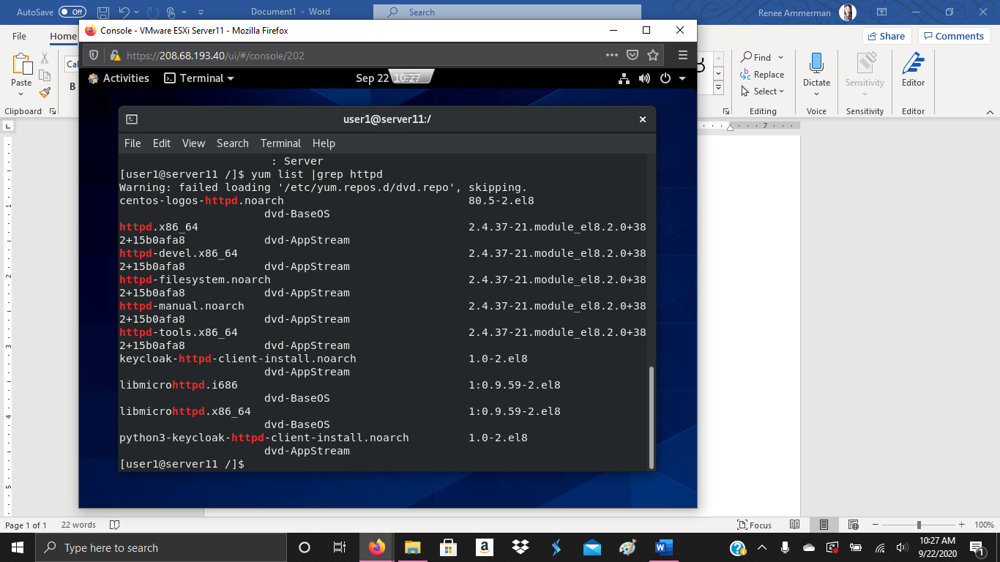 AutoSave Off Document1 - Word Search Renee Ammerman
File Home Share Comments
Console - VMware ESXi Server11 - Mozilla Firefox
https://208.68.193.40/ui/#/console/202
Activities Terminal Sep 22 10:27
Paste Cal B Clipboard
Find Replace Select Editing
Dictate Voice
Sensitivity Sensitivity
Editor Editor
7
user1@server11:/
File Edit View Search Terminal Help
: Server
[user1@server11 /]$ yum list |grep httpd
Warning: failed loading '/etc/yum.repos.d/dvd.repo', skipping.
centos-logos-httpd.noarch 80.5-2.el8
dvd-BaseOS
httpd.x86_64 2.4.37-21.module_el8.2.0+38
2+15b0afa8 dvd-AppStream
httpd-devel.x86_64 2.4.37-21.module_el8.2.0+38
2+15b0afa8 dvd-AppStream
httpd-filesystem.noarch 2.4.37-21.module_el8.2.0+38
2+15b0afa8 dvd-AppStream
httpd-manual.noarch 2.4.37-21.module_el8.2.0+38
2+15b0afa8 dvd-AppStream
httpd-tools.x86_64 2.4.37-21.module_el8.2.0+38
2+15b0afa8 dvd-AppStream
keycloak-httpd-client-install.noarch 1.0-2.el8
dvd-AppStream
libmicrohttpd.i686 1:0.9.59-2.el8
dvd-BaseOS
libmicrohttpd.x86_64 1:0.9.59-2.el8
dvd-BaseOS
python3-keycloak-httpd-client-install.noarch 1.0-2.el8
dvd-AppStream
[user1@server11 /]$
1
2
3
4
5
Page 1 of 1 22 words Focus 100%
Type here to search
10:27 AM
9/22/2020
1